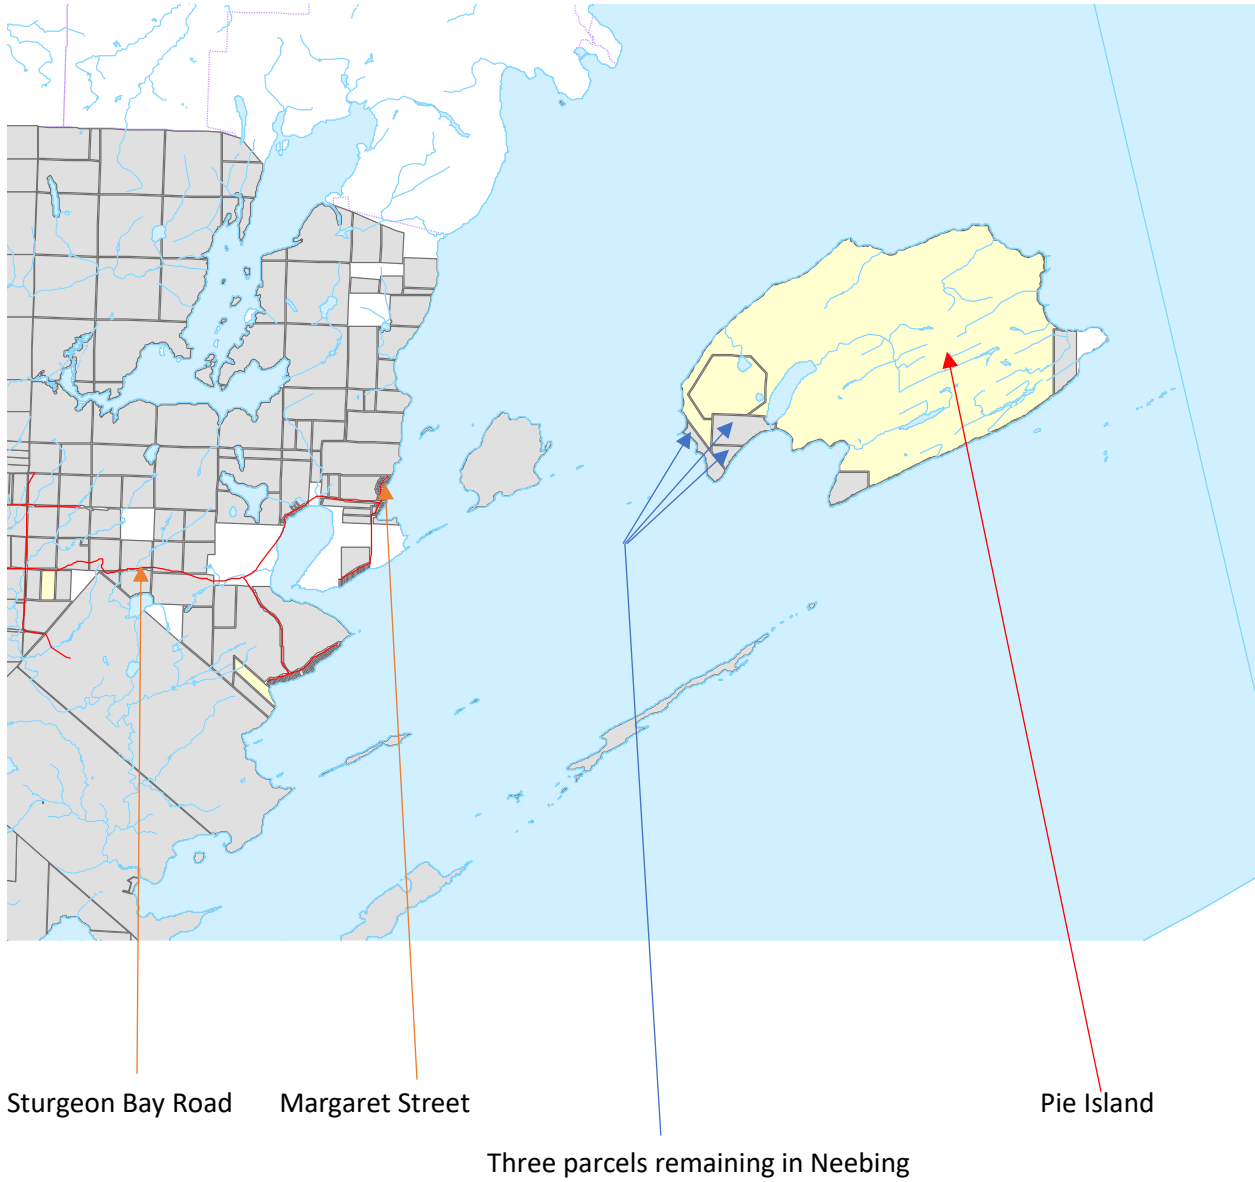 Sturgeon Bay Road
Margaret Street
Pie Island
Three parcels remaining in Neebing